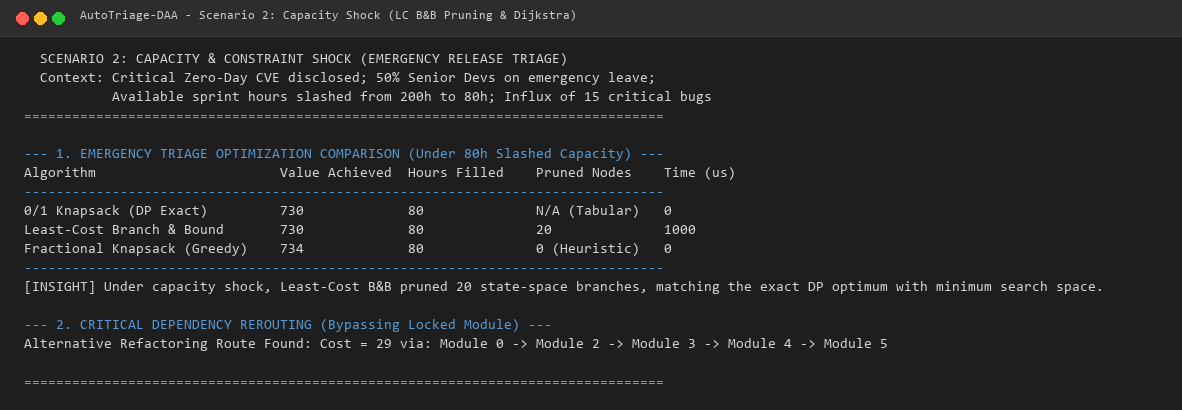 AutoTriage-DAA - Scenario 2: Capacity Shock (LC B&B Pruning & Dijkstra)
SCENARIO 2: CAPACITY & CONSTRAINT SHOCK (EMERGENCY RELEASE TRIAGE)
Context: Critical Zero-Day CVE disclosed; 50% Senior Devs on emergency leave;
Available sprint hours slashed from 200h to 80h; Influx of 15 critical bugs
================================================================================
--- 1. EMERGENCY TRIAGE OPTIMIZATION COMPARISON (Under 80h Slashed Capacity) ---
Algorithm                       Value Achieved  Hours Filled    Pruned Nodes    Time (us)
--------------------------------------------------------------------------------
0/1 Knapsack (DP Exact)         730             80              N/A (Tabular)   0
Least-Cost Branch & Bound       730             80              20              1000
Fractional Knapsack (Greedy)    734             80              0 (Heuristic)   0
--------------------------------------------------------------------------------
[INSIGHT] Under capacity shock, Least-Cost B&B pruned 20 state-space branches, matching the exact DP optimum with minimum search space.
--- 2. CRITICAL DEPENDENCY REROUTING (Bypassing Locked Module) ---
Alternative Refactoring Route Found: Cost = 29 via: Module 0 -> Module 2 -> Module 3 -> Module 4 -> Module 5
================================================================================